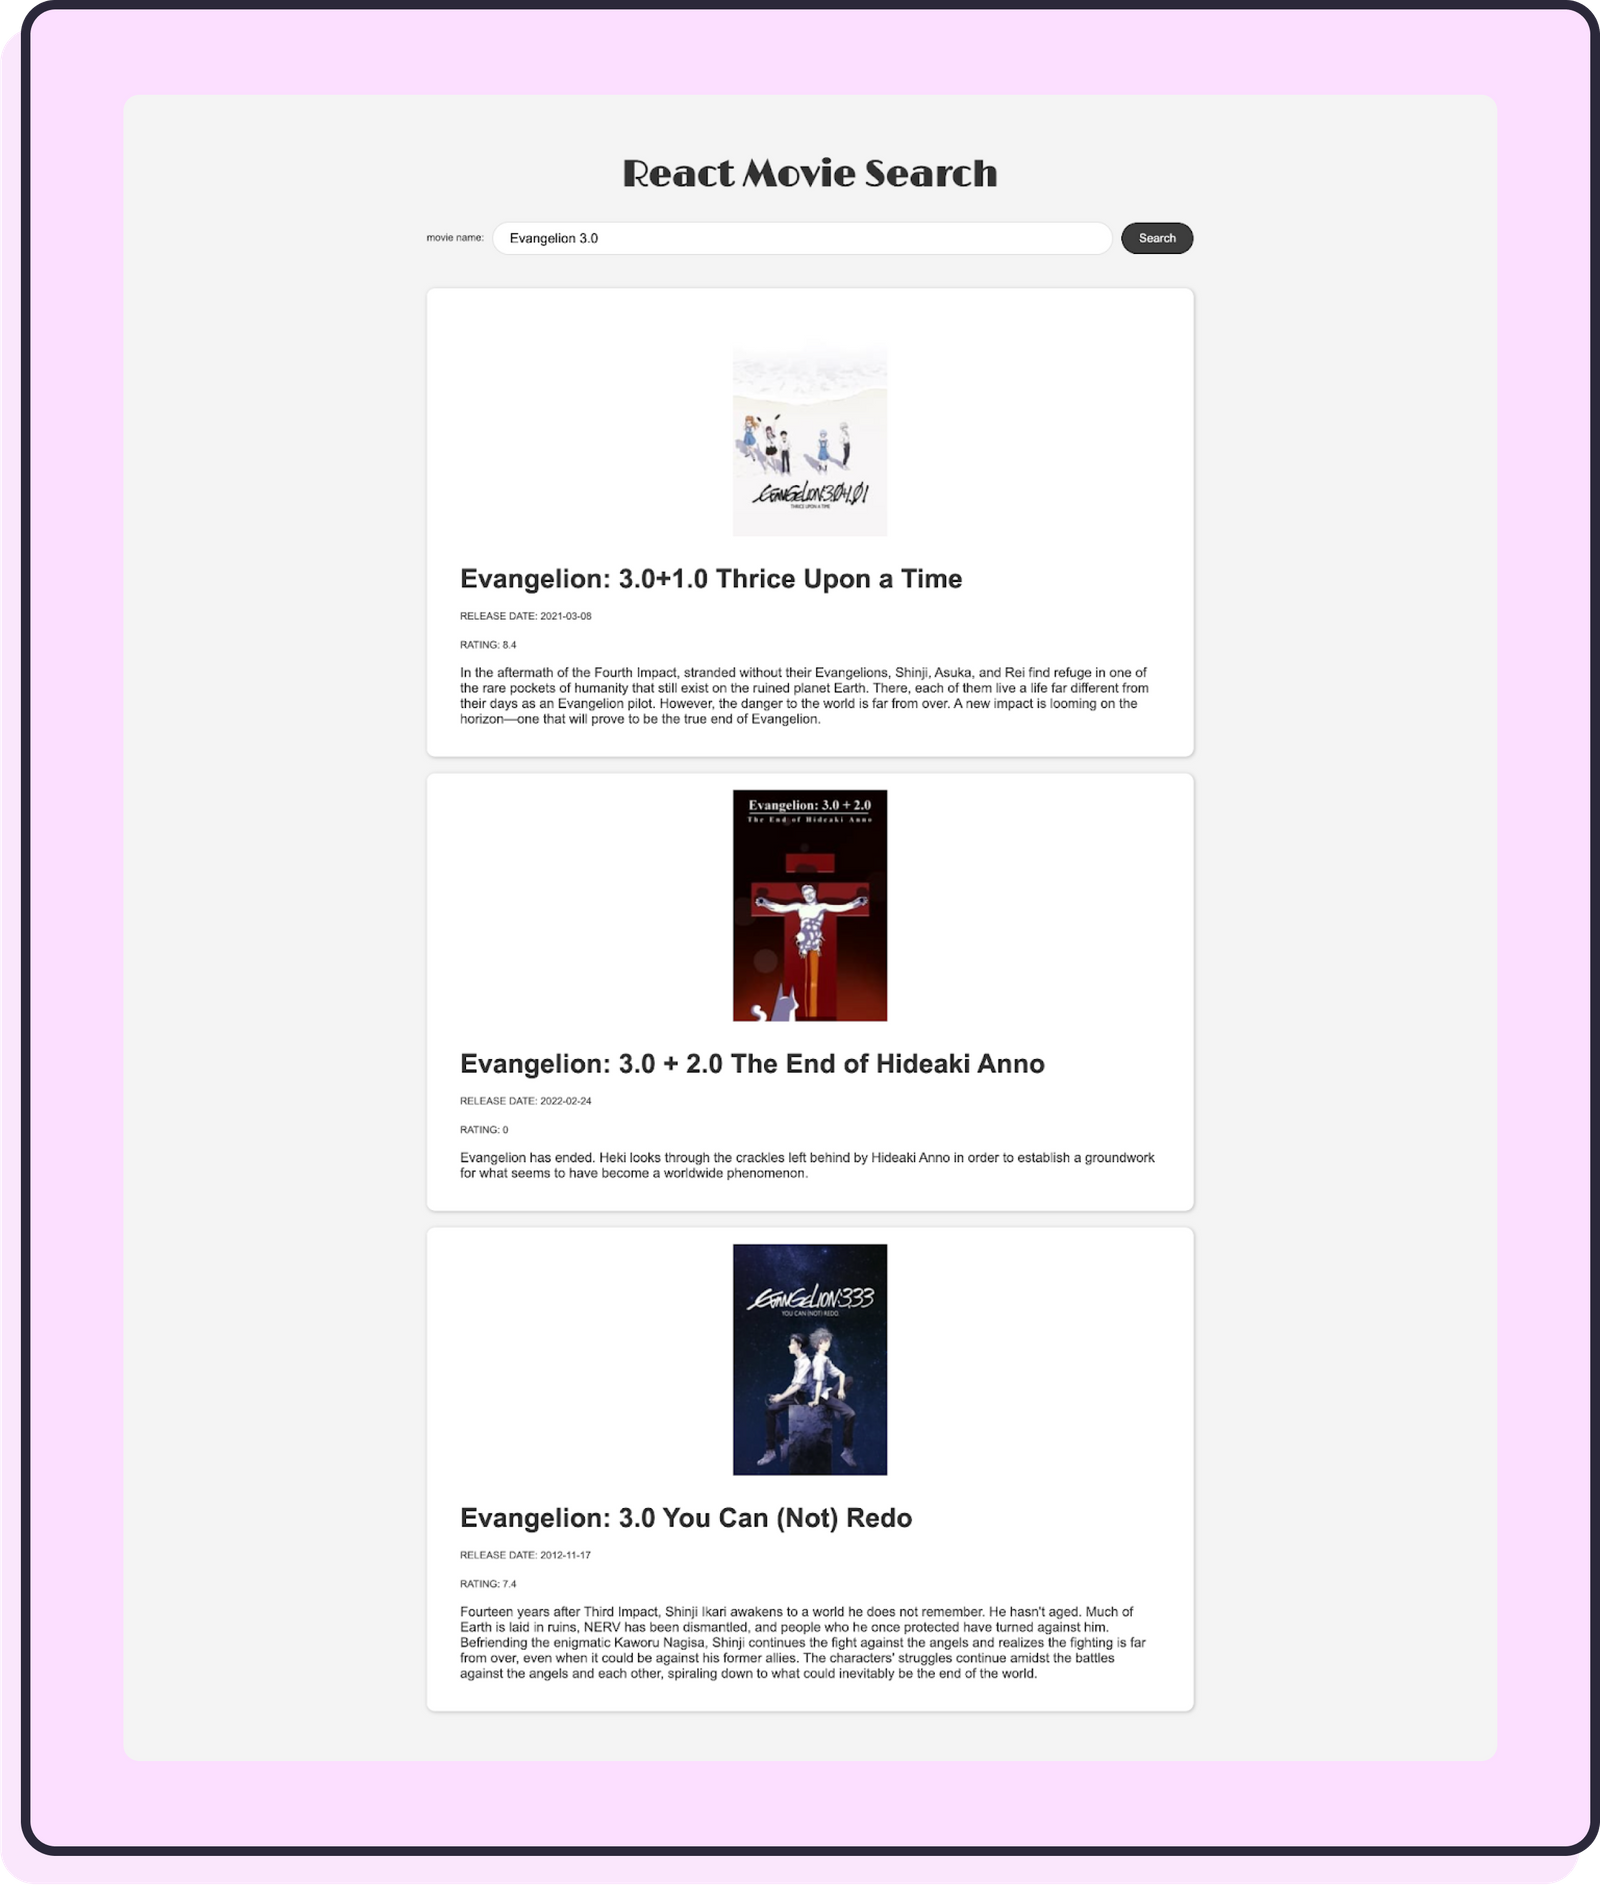 React Movie Search
movie name:
Evangelion 3.0
Search
EVANGELION:3.0+1.01
THRICE UPON A TIME
Evangelion: 3.0+1.0 Thrice Upon a Time
RELEASE DATE: 2021-03-08
RATING: 8.4
In the aftermath of the Fourth Impact, stranded without their Evangelions, Shinji, Asuka, and Rei find refuge in one of
the rare pockets of humanity that still exist on the ruined planet Earth. There, each of them live a life far different from
their days as an Evangelion pilot. However, the danger to the world is far from over. A new impact is looming on the
horizon—one that will prove to be the true end of Evangelion.
Evangelion: 3.0 + 2.0
The End of Hideaki Anno
Evangelion: 3.0 + 2.0 The End of Hideaki Anno
RELEASE DATE: 2022-02-24
RATING: 0
Evangelion has ended. Heki looks through the crackles left behind by Hideaki Anno in order to establish a groundwork
for what seems to have become a worldwide phenomenon.
EVANGELION:3.33
YOU CAN (NOT) REDO.
Evangelion: 3.0 You Can (Not) Redo
RELEASE DATE: 2012-11-17
RATING: 7.4
Fourteen years after Third Impact, Shinji Ikari awakens to a world he does not remember. He hasn't aged. Much of
Earth is laid in ruins, NERV has been dismantled, and people who he once protected have turned against him.
Befriending the enigmatic Kaworu Nagisa, Shinji continues the fight against the angels and realizes the fighting is far
from over, even when it could be against his former allies. The characters' struggles continue amidst the battles
against the angels and each other, spiraling down to what could inevitably be the end of the world.